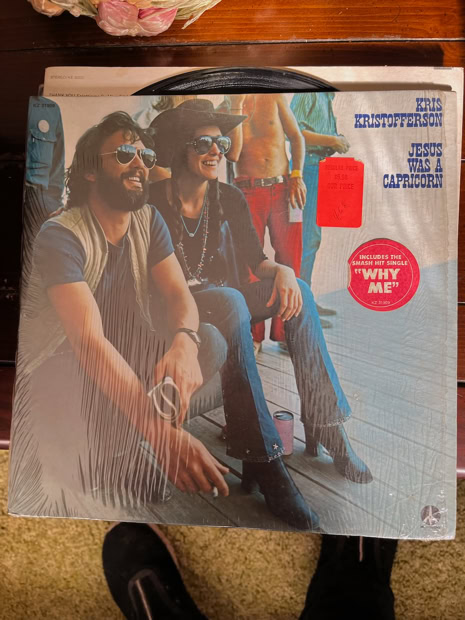 KRIS
KRISTOFFERSON
JESUS
WAS A
CAPRICORN
INCLUDES THE
SMASH HIT SINGLE
"WHY
ME"